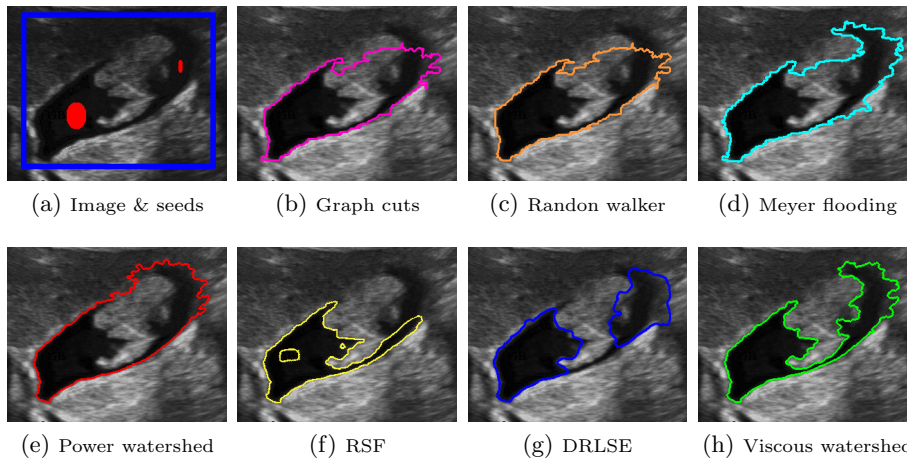 (a) Image & seeds (b) Graph cuts (c) Randon walker (d) Meyer flooding
(e) Power watershed (f) RSF (g) DRLSE (h) Viscous watershed